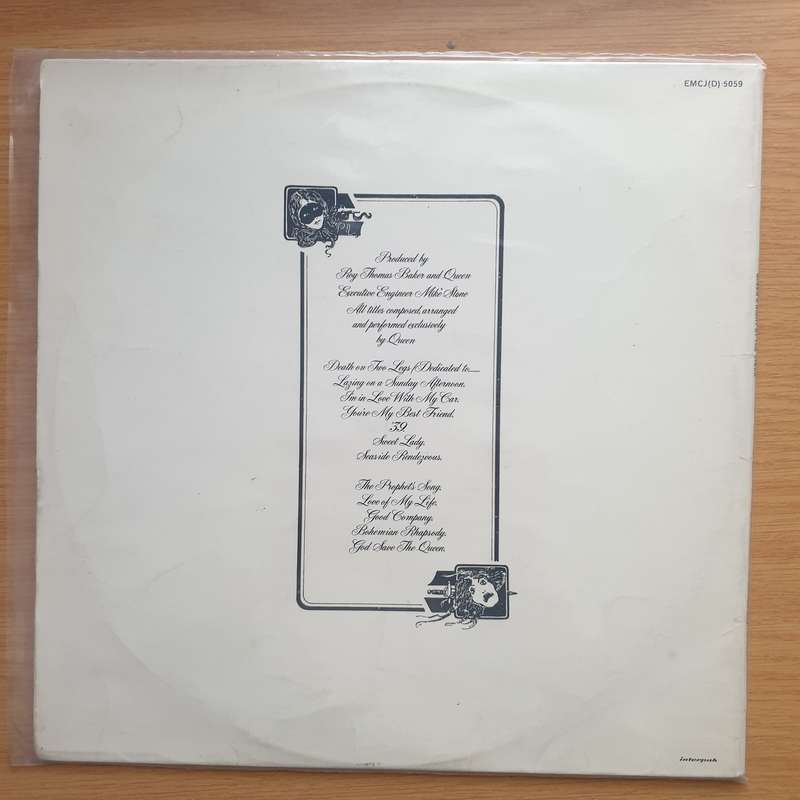 EMCJ(D)·5059
Produced by
Roy Thomas Baker and Queen
Executive Engineer Mike Stone
All titles composed, arranged
and performed exclusively
by Queen
Death on Two Legs (Dedicated to......
Lazing on a Sunday Afternoon.
I'm in Love With My Car.
You're My Best Friend.
'39.
Sweet Lady.
Seaside Rendezvous.
The Prophet's Song.
Love of My Life.
Good Company.
Bohemian Rhapsody.
God Save The Queen.
interpak